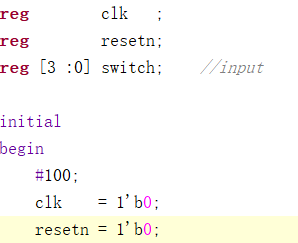 reg        clk   ;
reg        resetn;
reg [3 :0] switch;    //input
initial
begin
    #100;
    clk    = 1'b0;
    resetn = 1'b0;